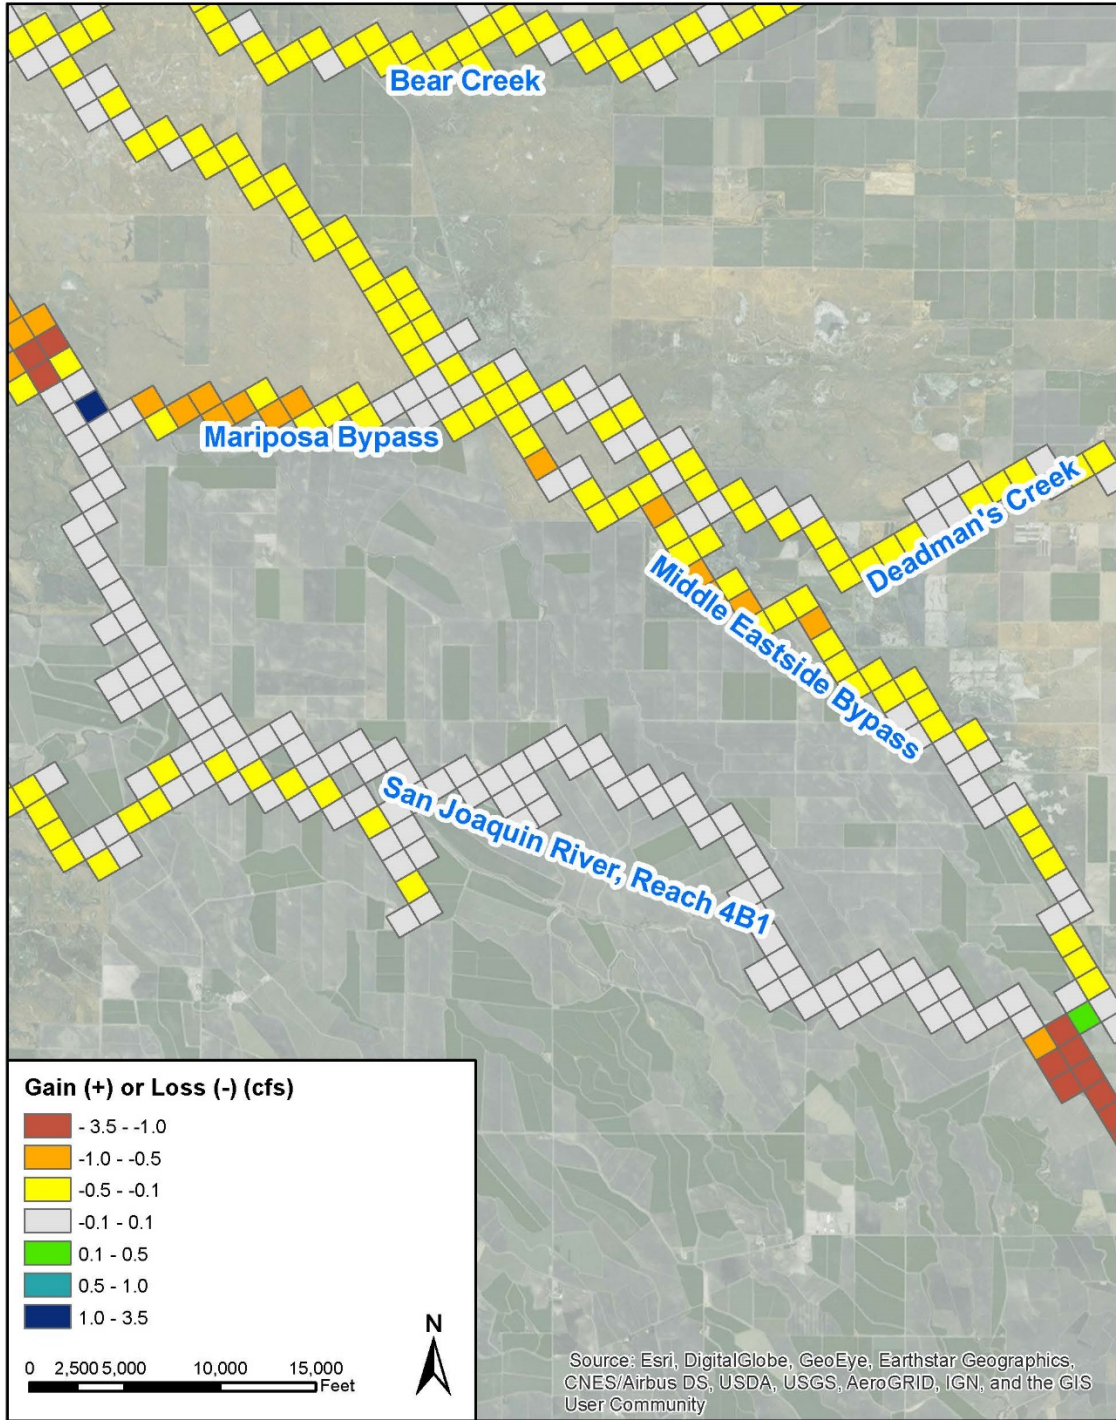 Bear Creek
Mariposa Bypass
Deadman's Creek
Middle Eastside Bypass
San Joaquin River, Reach 4B1
Gain (+) or Loss (-) (cfs)
- 3.5 - -1.0
-1.0 - -0.5
-0.5 - -0.1
-0.1 - 0.1
0.1 - 0.5
0.5 - 1.0
1.0 - 3.5
N
0 2,500 5,000 10,000 15,000
Feet
Source: Esri, DigitalGlobe, GeoEye, Earthstar Geographics,
CNES/Airbus DS, USDA, USGS, AeroGRID, IGN, and the GIS
User Community